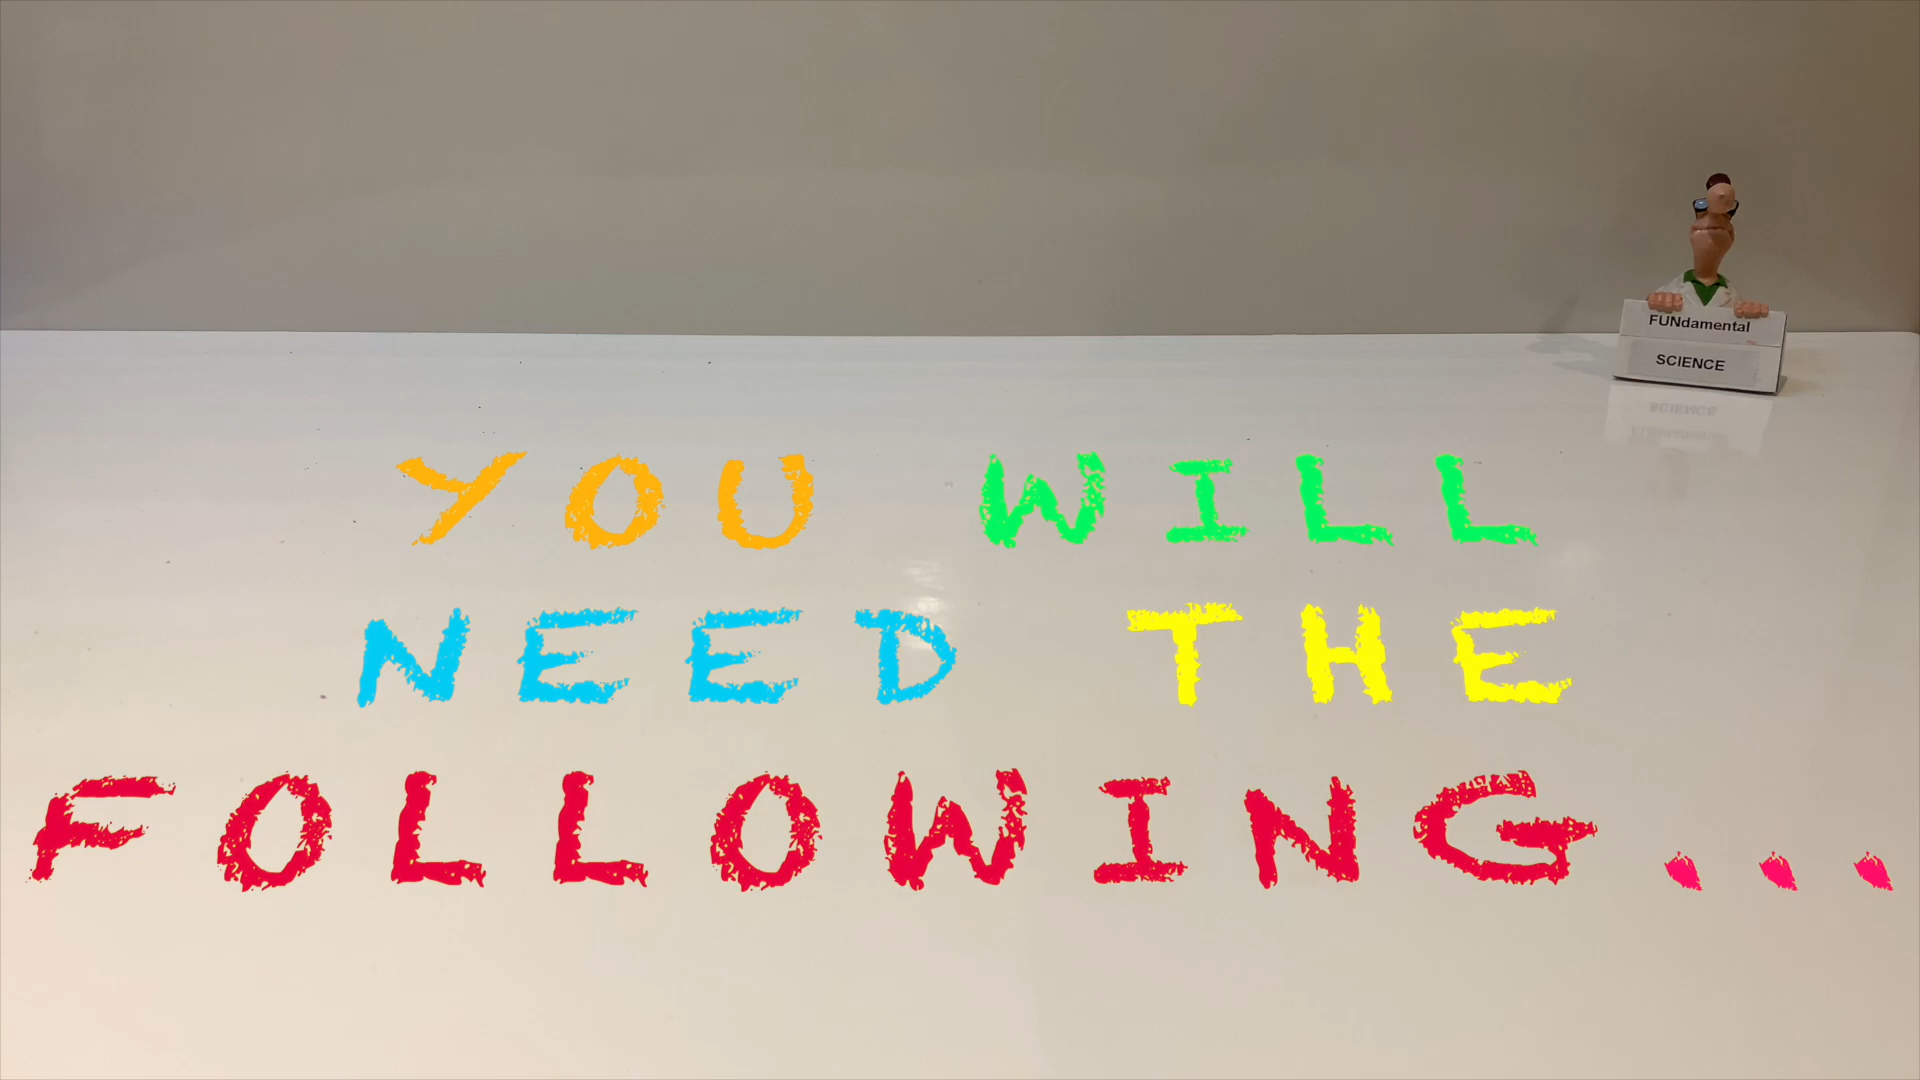 FUNdamental
SCIENCE
YOU WILL
NEED THE
FOLLOWING...